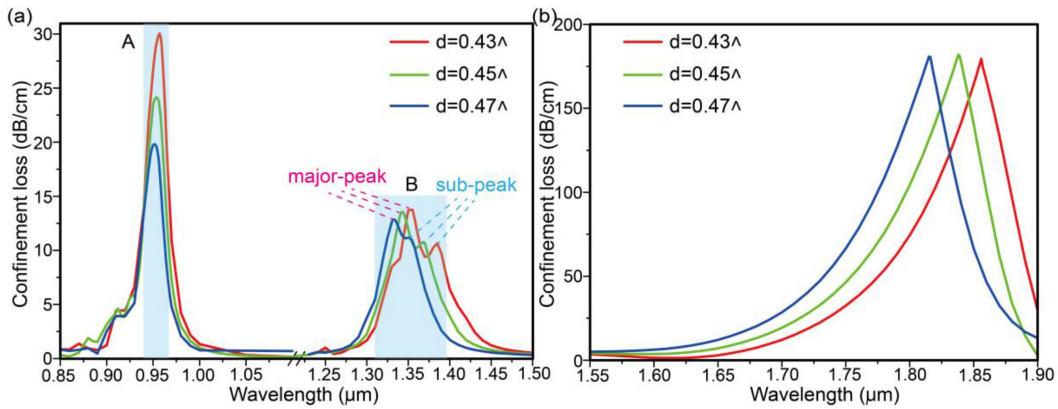 (a)
A
d=0.43Λ
d=0.45Λ
d=0.47Λ
major-peak
B
sub-peak
Confinement loss (dB/cm)
30
25
20
15
10
5
0
0.85 0.90 0.95 1.00 1.05 1.25 1.35 1.40 1.45 1.50
Wavelength (μm)
(b)
d=0.43Λ
d=0.45Λ
d=0.47Λ
Confinement loss (dB/cm)
200
150
100
50
0
1.55 1.60 1.65 1.70 1.75 1.80 1.85 1.90
Wavelength (μm)